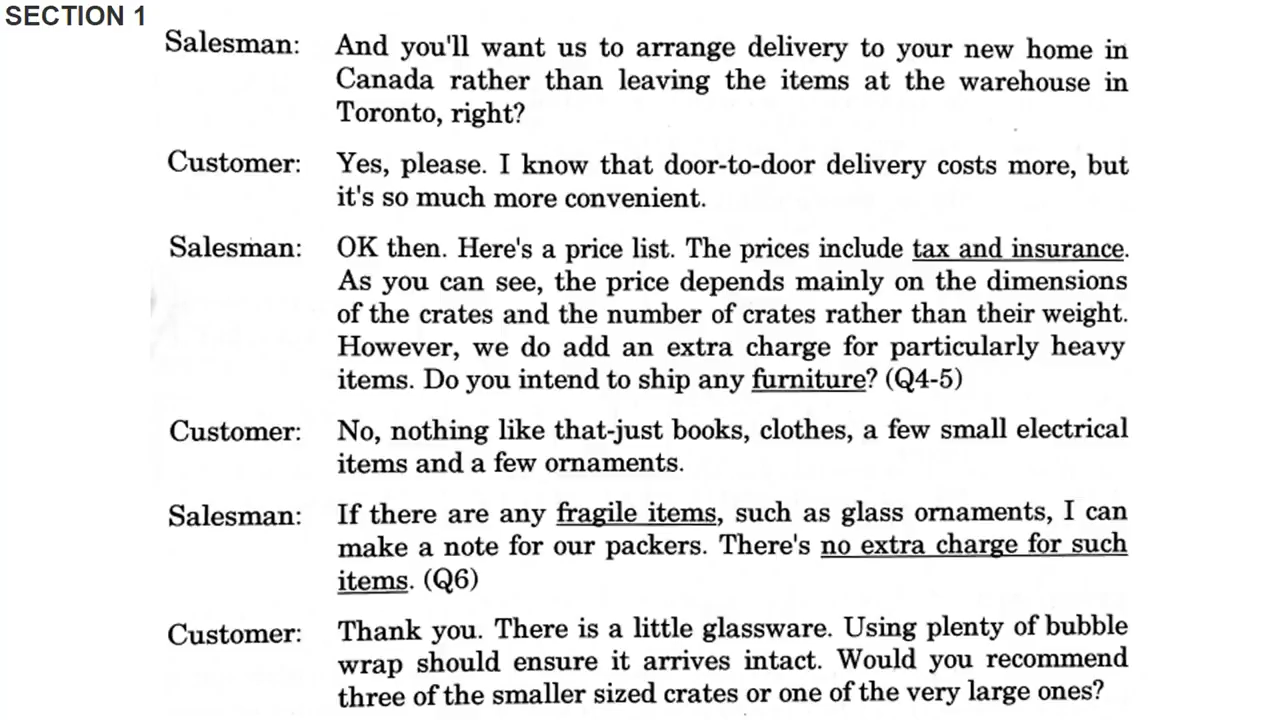 SECTION 1
Salesman: And you'll want us to arrange delivery to your new home in
Canada rather than leaving the items at the warehouse in
Toronto, right?
Customer: Yes, please. I know that door-to-door delivery costs more, but
it's so much more convenient.
Salesman: OK then. Here's a price list. The prices include tax and insurance.
As you can see, the price depends mainly on the dimensions
of the crates and the number of crates rather than their weight.
However, we do add an extra charge for particularly heavy
items. Do you intend to ship any furniture? (Q4-5)
Customer: No, nothing like that-just books, clothes, a few small electrical
items and a few ornaments.
Salesman: If there are any fragile items, such as glass ornaments, I can
make a note for our packers. There's no extra charge for such
items. (Q6)
Customer: Thank you. There is a little glassware. Using plenty of bubble
wrap should ensure it arrives intact. Would you recommend
three of the smaller sized crates or one of the very large ones?